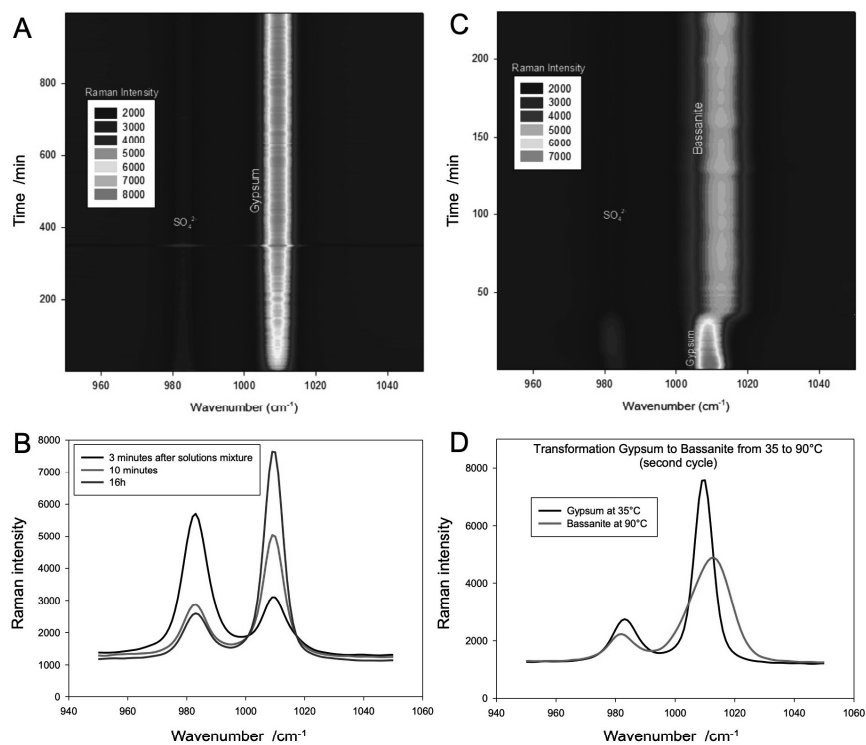 A
Time /min
800
600
400
200
Raman Intensity
2000
3000
4000
5000
6000
7000
8000
SO₄²⁻
Gypsum
960 980 1000 1020 1040
Wavenumber (cm⁻¹)
C
Time /min
200
150
100
50
Raman Intensity
2000
3000
4000
5000
6000
7000
Bassanite
SO₄²⁻
Gypsum
960 980 1000 1020 1040
Wavenumber (cm⁻¹)
B
Raman intensity
8000
7000
6000
5000
4000
3000
2000
1000
0
3 minutes after solutions mixture
10 minutes
16h
940 960 980 1000 1020 1040 1060
Wavenumber /cm⁻¹
D
Transformation Gypsum to Bassanite from 35 to 90°C
(second cycle)
Raman intensity
8000
6000
4000
2000
0
Gypsum at 35°C
Bassanite at 90°C
940 960 980 1000 1020 1040 1060
Wavenumber /cm⁻¹